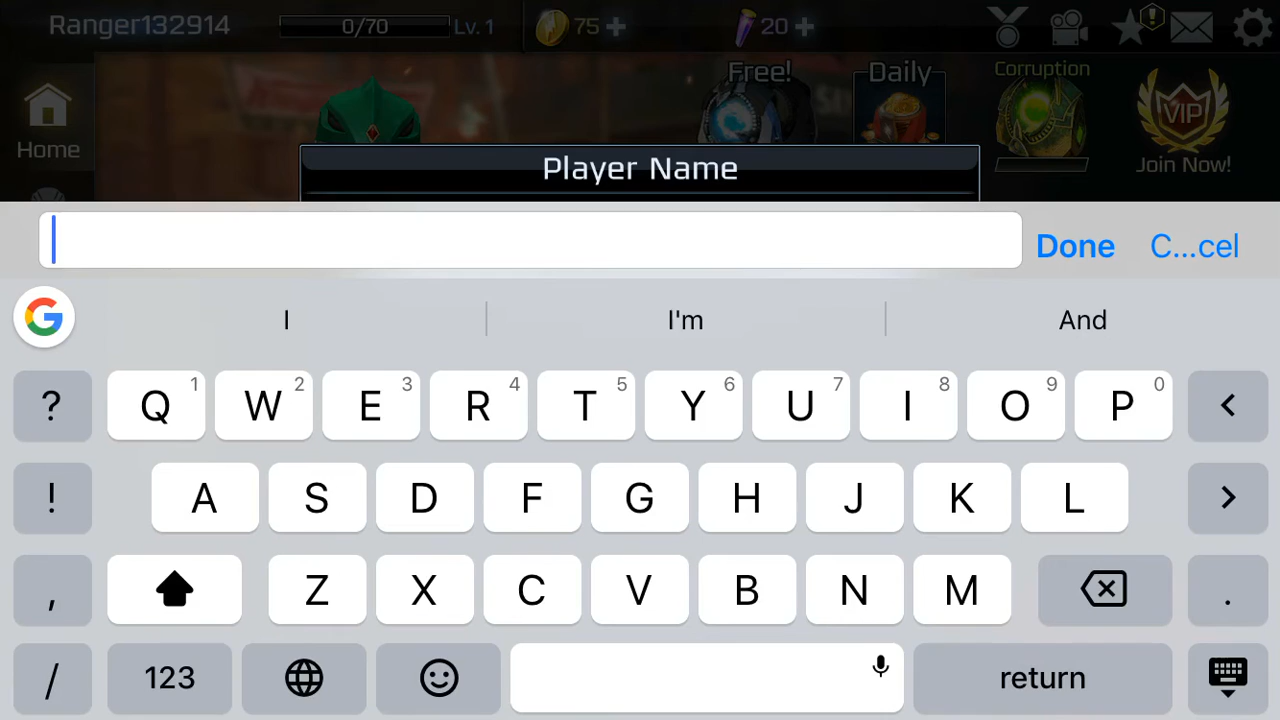 Ranger132914 0/70 Lv. 1 75 + 20 +
Free! Daily Corruption
VIP
Home Join Now!
Player Name
Done C...cel
I I'm And
? Q 1 W 2 E 3 R 4 T 5 Y 6 U 7 I 8 O 9 P 0 <
! A S D F G H J K L >
, Z X C V B N M .
/ 123 return